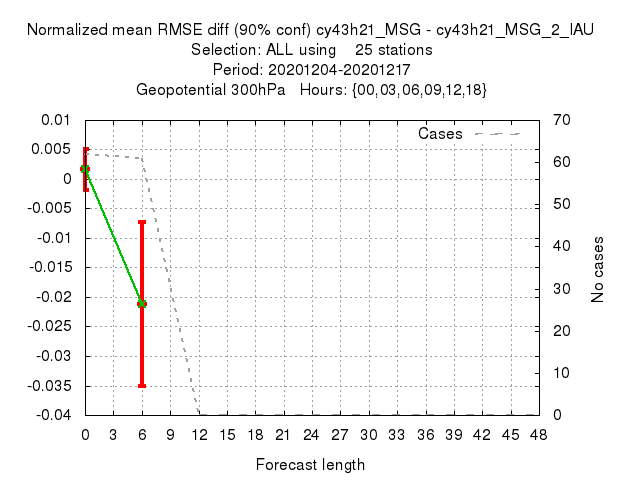 Normalized mean RMSE diff (90% conf) cy43h21_MSG - cy43h21_MSG_2_IAU
Selection: ALL using 25 stations
Period: 20201204-20201217
Geopotential 300hPa Hours: {00,03,06,09,12,18}
0.01 70
Cases
0.005 60
0
-0.005 50
-0.01 40
-0.015
-0.02 30
-0.025 20
-0.03
-0.035 10
-0.04 0
No cases
0 3 6 9 12 15 18 21 24 27 30 33 36 39 42 45 48
Forecast length